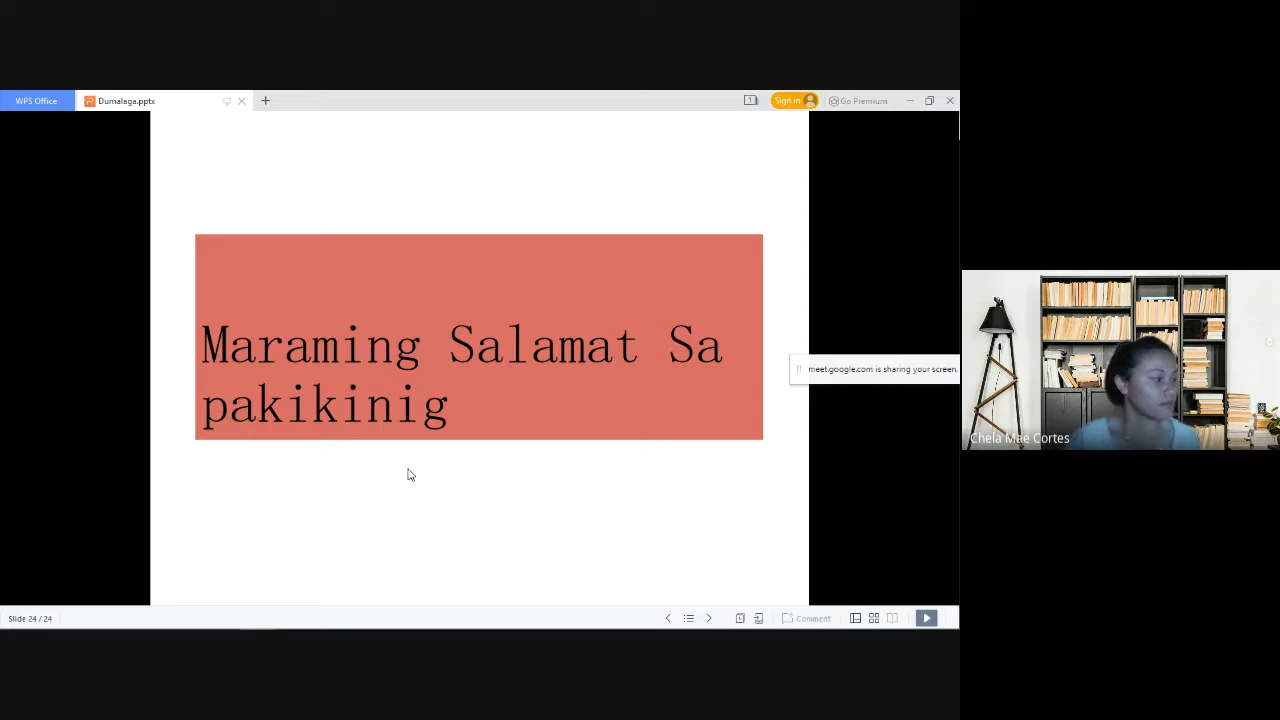 WPS Office
Dumalaga.pptx
1
Sign in
Go Premium
Maraming Salamat Sa
pakikinig
meet.google.com is sharing your screen.
Chela Mae Cortes
Slide 24 / 24
Comment